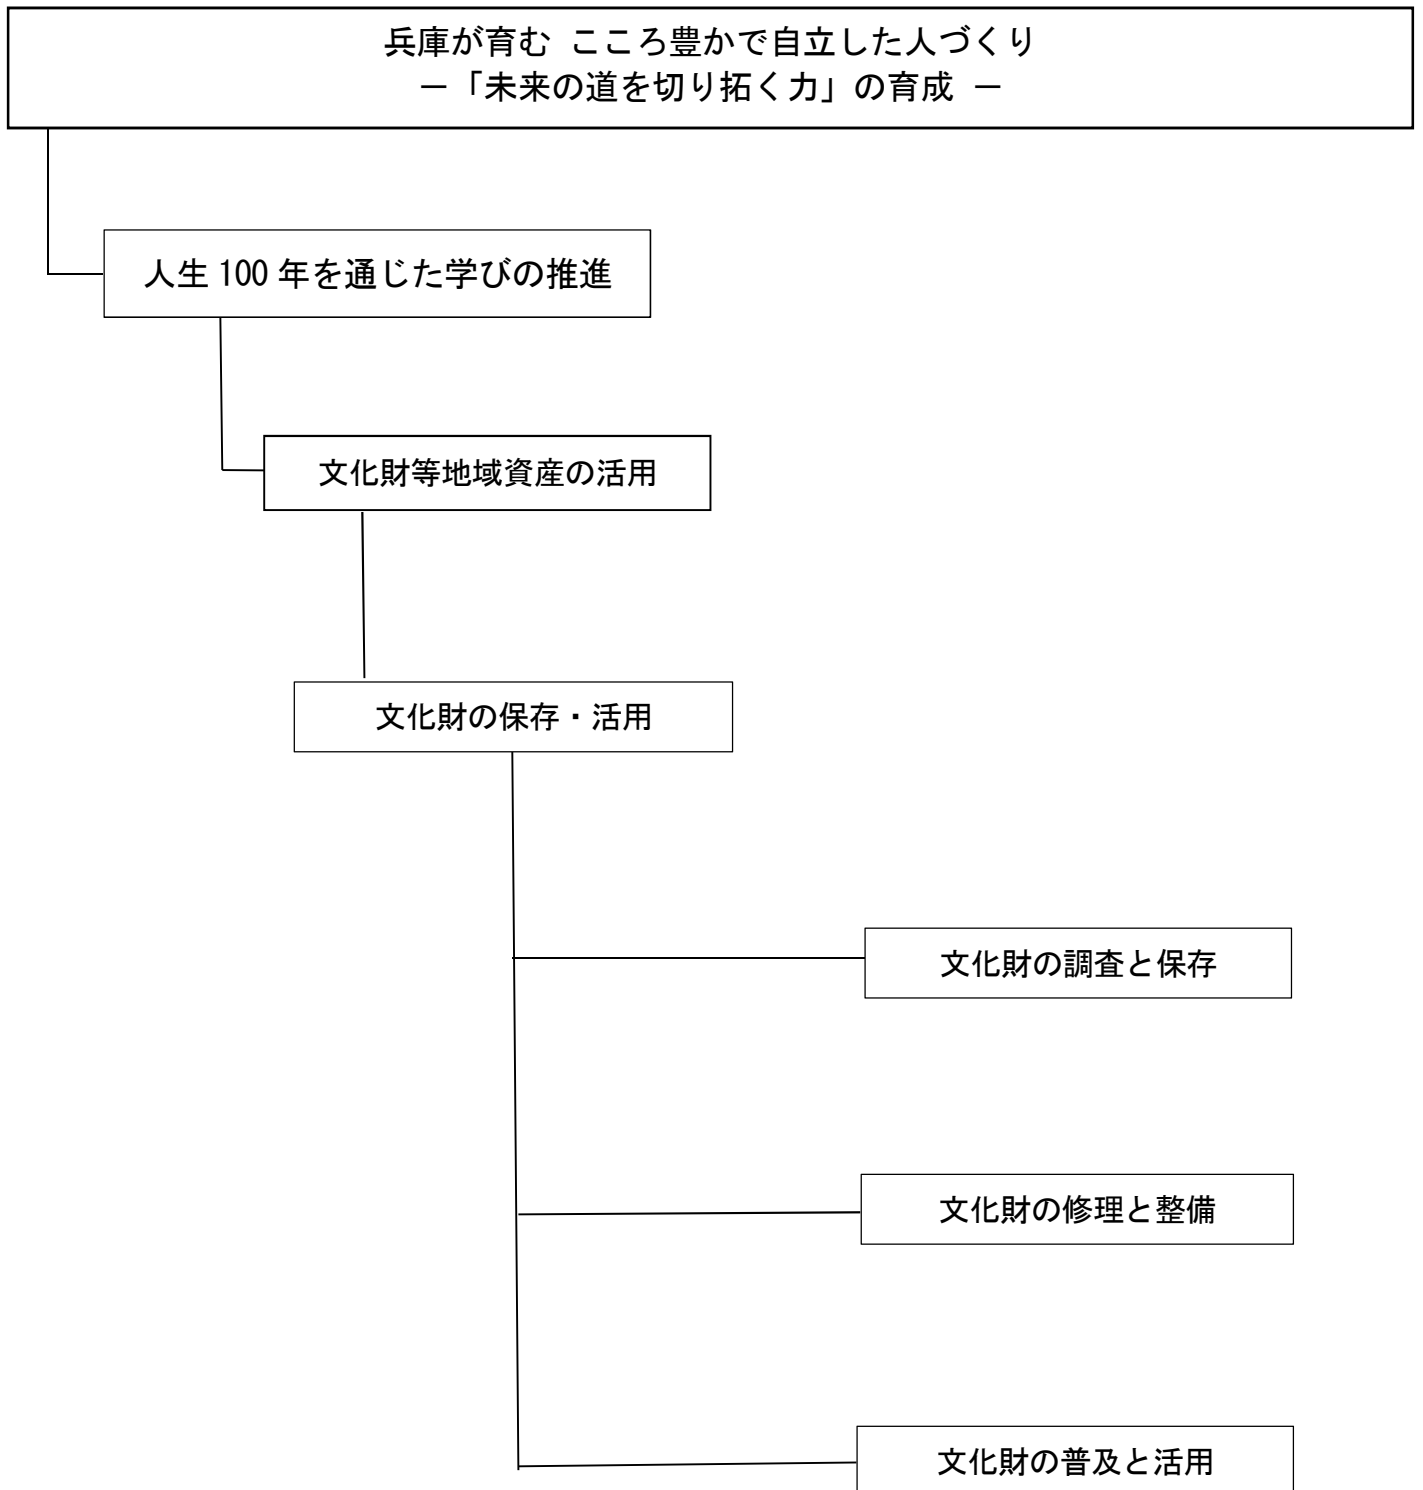 兵庫が育む こころ豊かで自立した人づくり
－「未来の道を切り拓く力」の育成 －
人生 100 年を通じた学びの推進
文化財等地域資産の活用
文化財の保存・活用
文化財の調査と保存
文化財の修理と整備
文化財の普及と活用